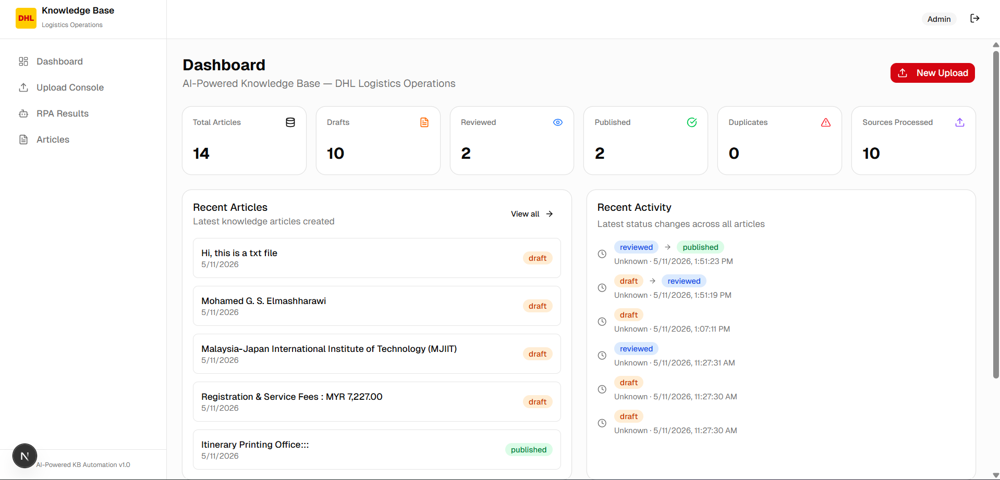 DHL
Knowledge Base
Logistics Operations
Admin
Dashboard
Upload Console
RPA Results
Articles
Dashboard
AI-Powered Knowledge Base — DHL Logistics Operations
New Upload
Total Articles
14
Drafts
10
Reviewed
2
Published
2
Duplicates
0
Sources Processed
10
Recent Articles
Latest knowledge articles created
View all
Hi, this is a txt file
5/11/2026
draft
Mohamed G. S. Elmashharawi
5/11/2026
draft
Malaysia-Japan International Institute of Technology (MJIIT)
5/11/2026
draft
Registration & Service Fees : MYR 7,227.00
5/11/2026
draft
Itinerary Printing Office:::
5/11/2026
published
Recent Activity
Latest status changes across all articles
reviewed → published
Unknown · 5/11/2026, 1:51:23 PM
draft → reviewed
Unknown · 5/11/2026, 1:51:19 PM
draft
Unknown · 5/11/2026, 1:07:11 PM
reviewed
Unknown · 5/11/2026, 11:27:31 AM
draft
Unknown · 5/11/2026, 11:27:30 AM
draft
Unknown · 5/11/2026, 11:27:30 AM
N
AI-Powered KB Automation v1.0